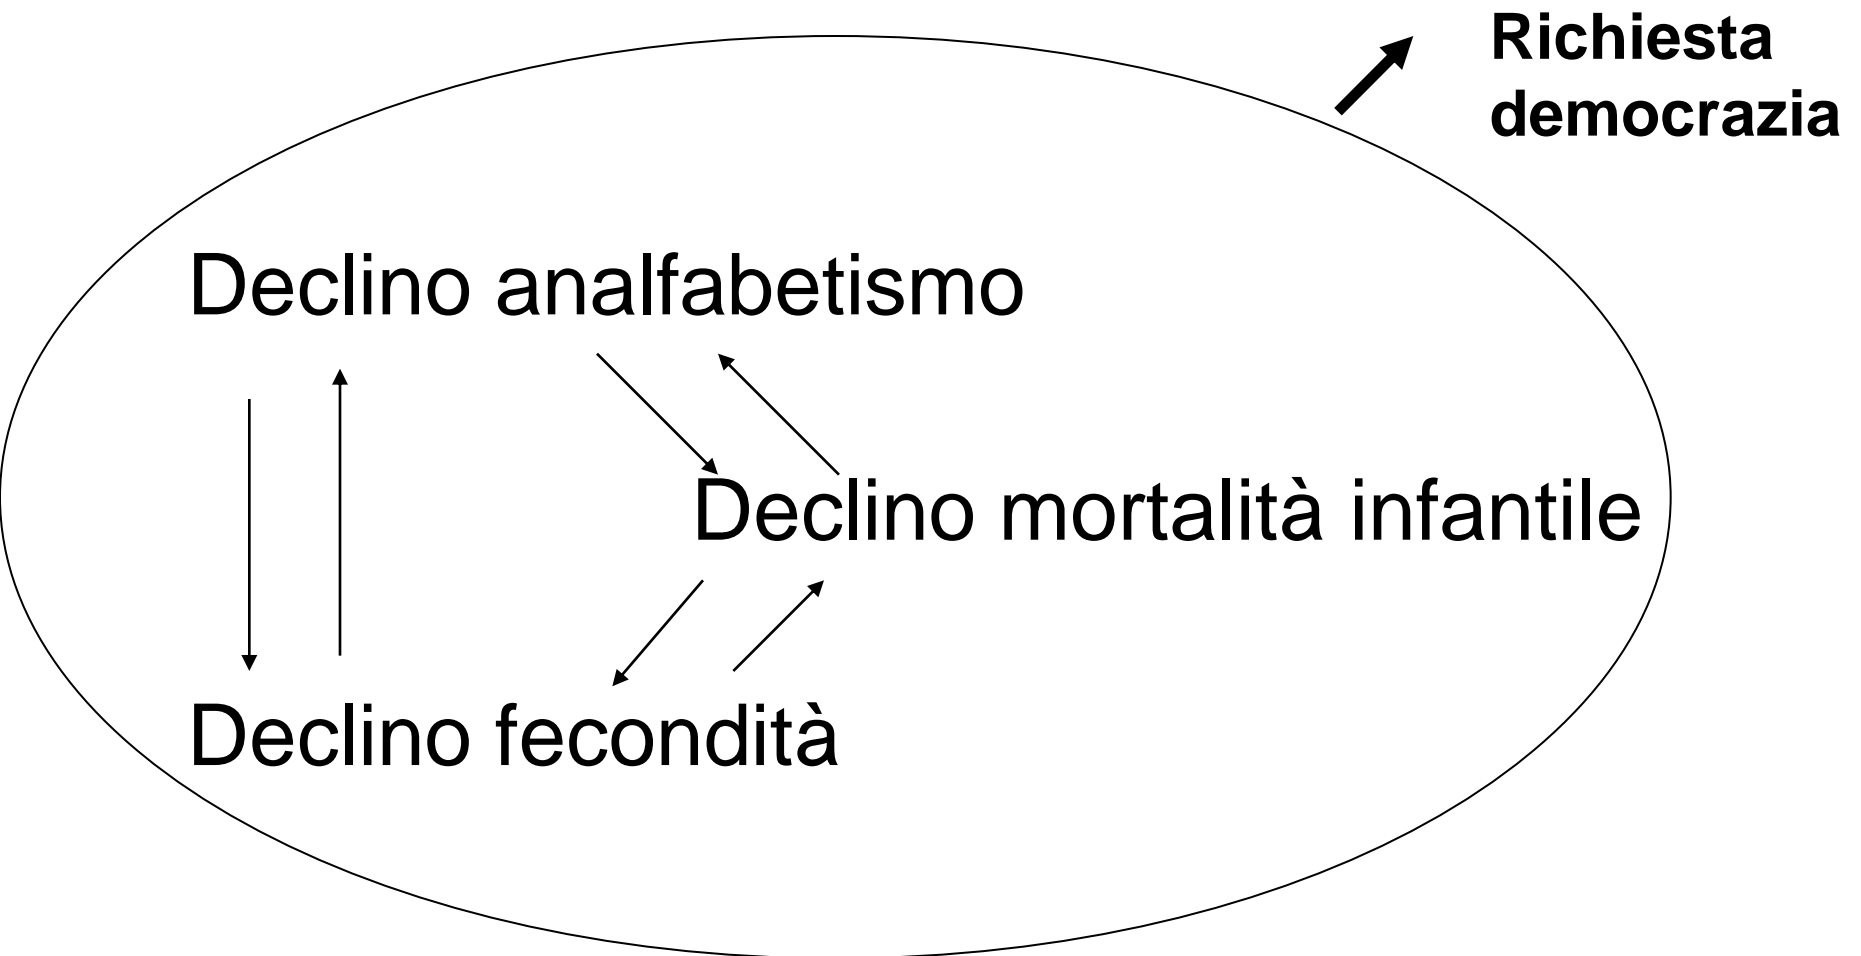 Richiesta
democrazia
Declino analfabetismo
Declino mortalità infantile
Declino fecondità